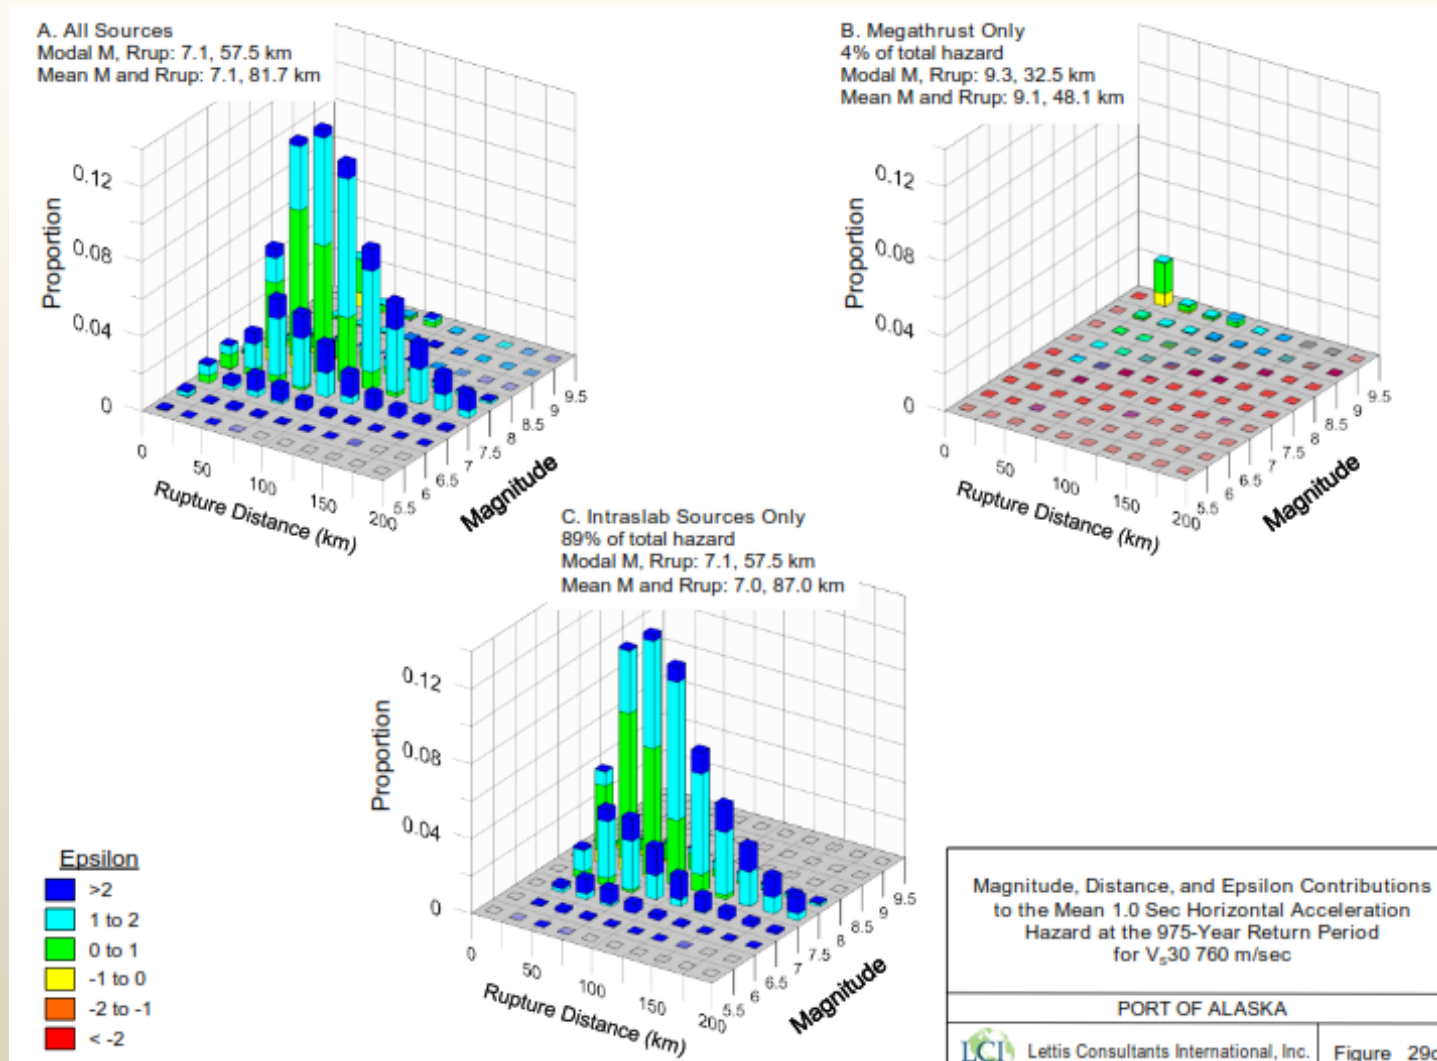 A. All Sources
Modal M, Rrup: 7.1, 57.5 km
Mean M and Rrup: 7.1, 81.7 km
0.12
0.08
0.04
0
Proportion
0
50
100
150
200
Rupture Distance (km)
5.5
6
6.5
7
7.5
8
8.5
9
9.5
Magnitude
B. Megathrust Only
4% of total hazard
Modal M, Rrup: 9.3, 32.5 km
Mean M and Rrup: 9.1, 48.1 km
0.12
0.08
0.04
0
Proportion
0
50
100
150
200
Rupture Distance (km)
5.5
6
6.5
7
7.5
8
8.5
9
9.5
Magnitude
C. Intraslab Sources Only
89% of total hazard
Modal M, Rrup: 7.1, 57.5 km
Mean M and Rrup: 7.0, 87.0 km
0.12
0.08
0.04
0
Proportion
0
50
100
150
200
Rupture Distance (km)
5.5
6
6.5
7
7.5
8
8.5
9
9.5
Magnitude
Epsilon
>2
1 to 2
0 to 1
-1 to 0
-2 to -1
< -2
Magnitude, Distance, and Epsilon Contributions
to the Mean 1.0 Sec Horizontal Acceleration
Hazard at the 975-Year Return Period
for Vs30 760 m/sec
PORT OF ALASKA
LCI Lettis Consultants International, Inc.
Figure 29c